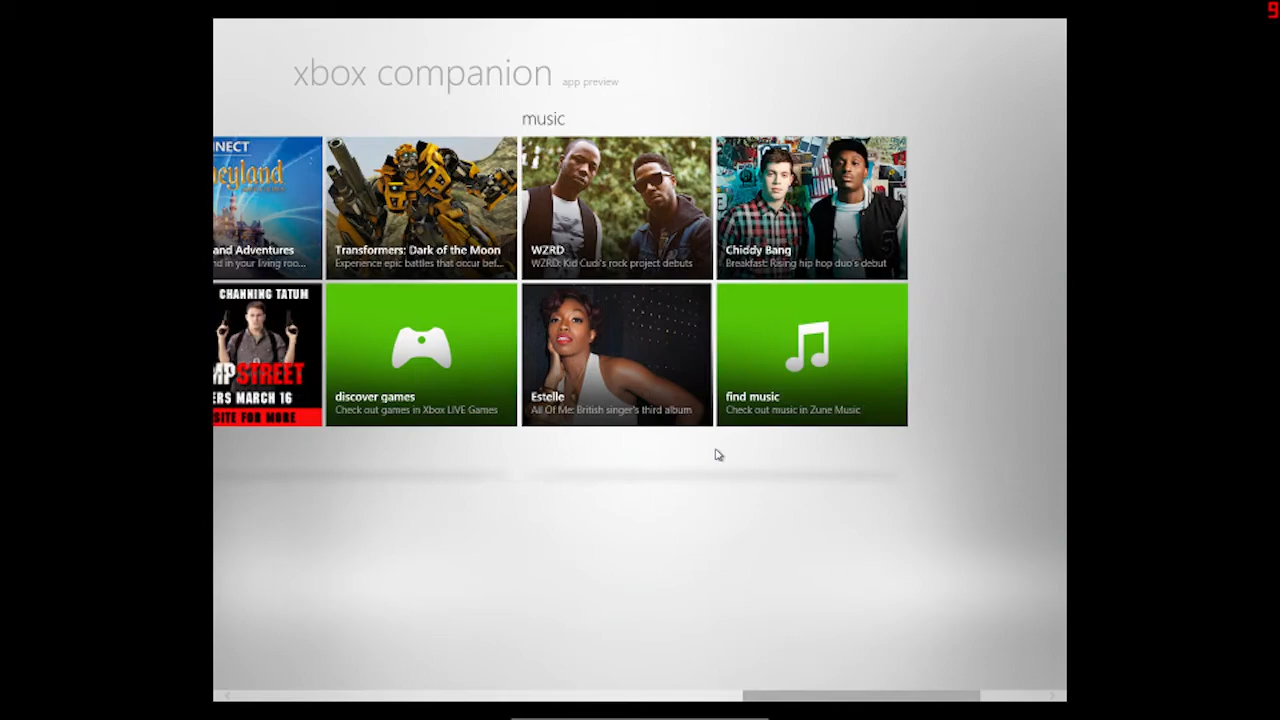 9
xbox companion app preview
music
NNECT
neyland
and Adventures
nd in your living roo...
Transformers: Dark of the Moon
Experience epic battles that occur bef...
WZRD
WZRD: Kid Cudi's rock project debuts
Chiddy Bang
Breakfast: Rising hip hop duo's debut
CHANNING TATUM
MPSTREET
ERS MARCH 16
SITE FOR MORE
discover games
Check out games in Xbox LIVE Games
Estelle
All Of Me: British singer's third album
find music
Check out music in Zune Music